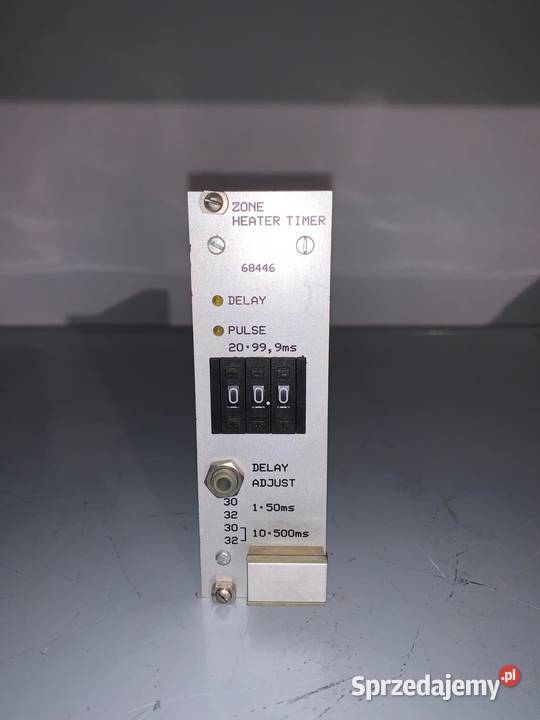 ZONE
HEATER TIMER
68446
DELAY
PULSE
20·99,9ms
0 0.0
DELAY
ADJUST
30
32 1·50ms
30
32 10·500ms
Sprzedajemy.pl